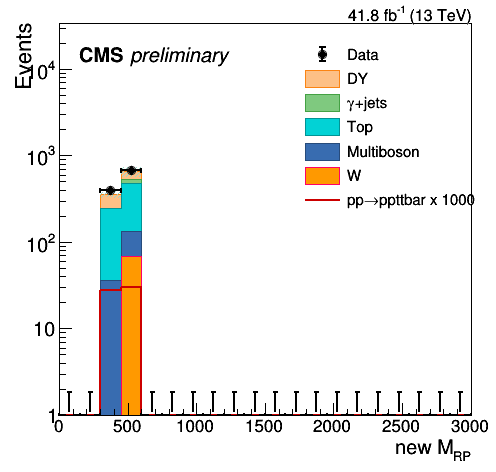 41.8 fb⁻¹ (13 TeV)
Events
CMS preliminary
Data
DY
γ+jets
Top
Multiboson
W
pp→ppttbar x 1000
10⁴
10³
10²
10
1
0 500 1000 1500 2000 2500 3000
new M_RP